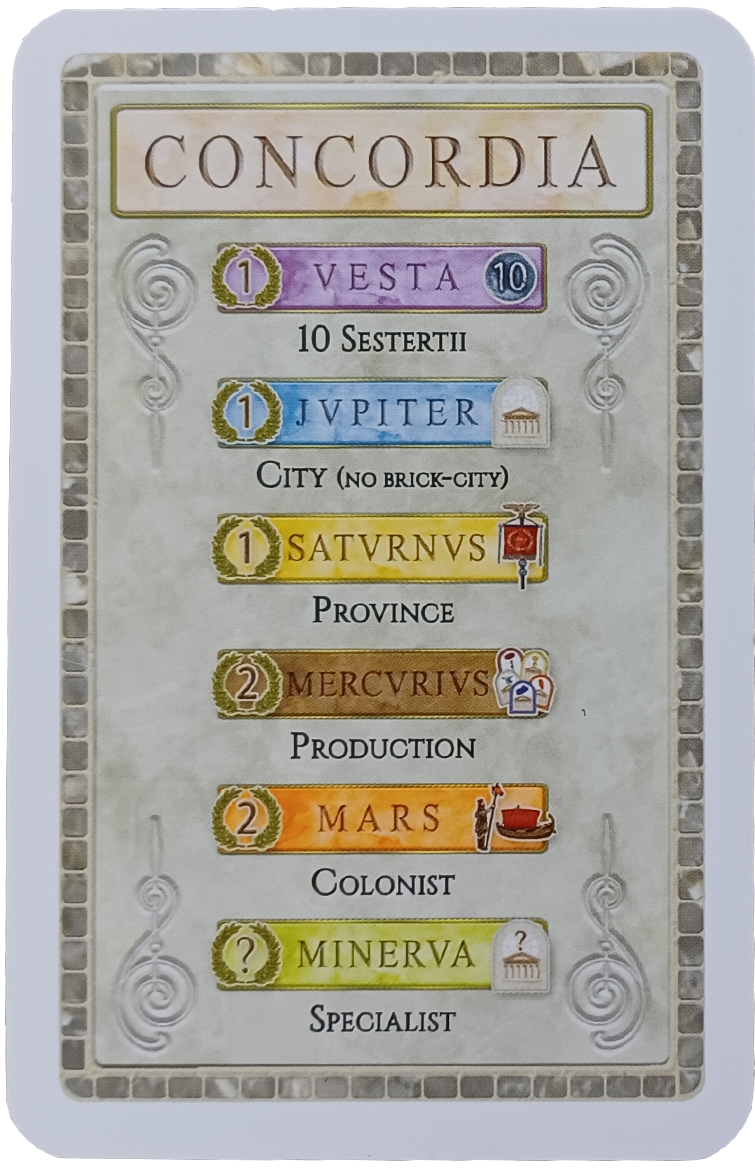 CONCORDIA
1 VESTA 10
10 SESTERTII
1 JVPITER
CITY (NO BRICK-CITY)
1 SATVRNVS
PROVINCE
2 MERCVRIVS
PRODUCTION
2 MARS
COLONIST
? MINERVA ?
SPECIALIST